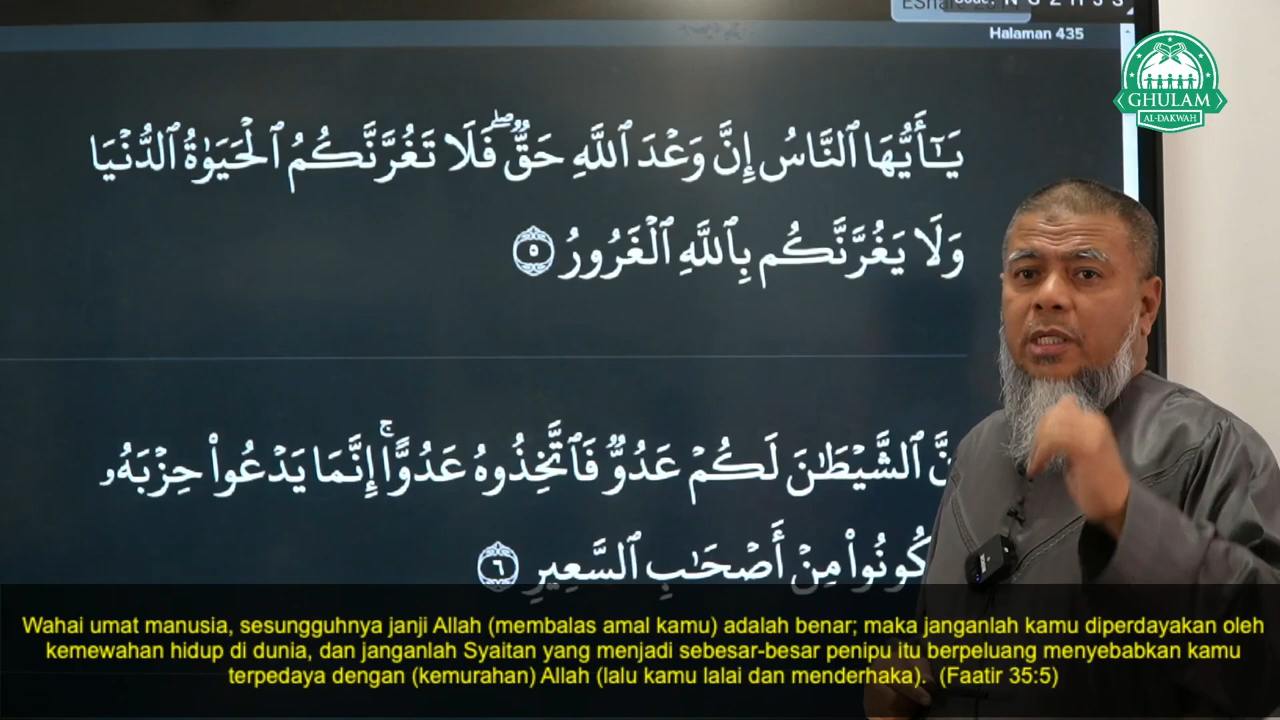 Halaman 435
GHULAM
AL-DAKWAH
يَـٰٓأَيُّهَا ٱلنَّاسُ إِنَّ وَعْدَ ٱللَّهِ حَقٌّ ۖ فَلَا تَغُرَّنَّكُمُ ٱلْحَيَوٰةُ ٱلدُّنْيَا
وَلَا يَغُرَّنَّكُم بِٱللَّهِ ٱلْغَرُورُ ٥
ٱلشَّيْطَـٰنَ لَكُمْ عَدُوٌّ فَٱتَّخِذُوهُ عَدُوًّا ۚ إِنَّمَا يَدْعُوا۟ حِزْبَهُۥ
مِنْ أَصْحَـٰبِ ٱلسَّعِيرِ ٦
Wahai umat manusia, sesungguhnya janji Allah (membalas amal kamu) adalah benar; maka janganlah kamu diperdayakan oleh
kemewahan hidup di dunia, dan janganlah Syaitan yang menjadi sebesar-besar penipu itu berpeluang menyebabkan kamu
terpedaya dengan (kemurahan) Allah (lalu kamu lalai dan menderhaka). (Faatir 35:5)